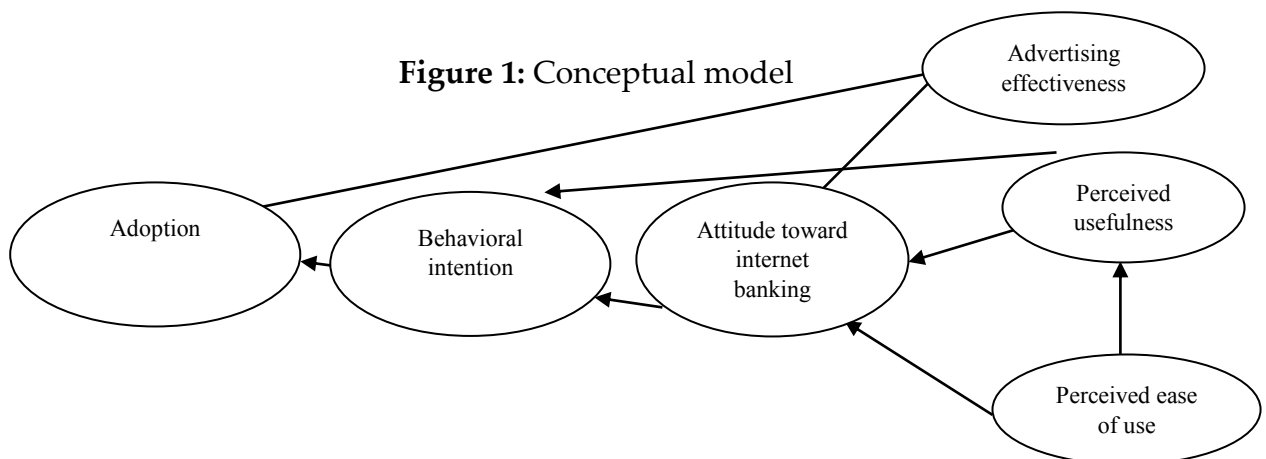 Figure 1: Conceptual model
Advertising
effectiveness
Adoption
Behavioral
intention
Attitude toward
internet
banking
Perceived
usefulness
Perceived ease
of use